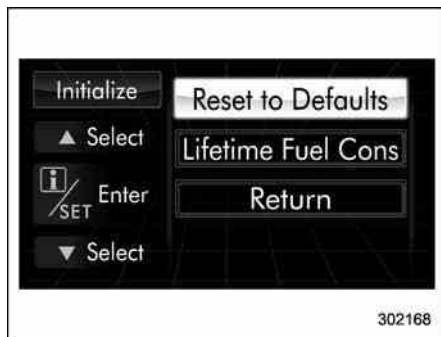 Initialize
Reset to Defaults
▲ Select
Lifetime Fuel Cons
i/SET Enter
Return
▼ Select
302168